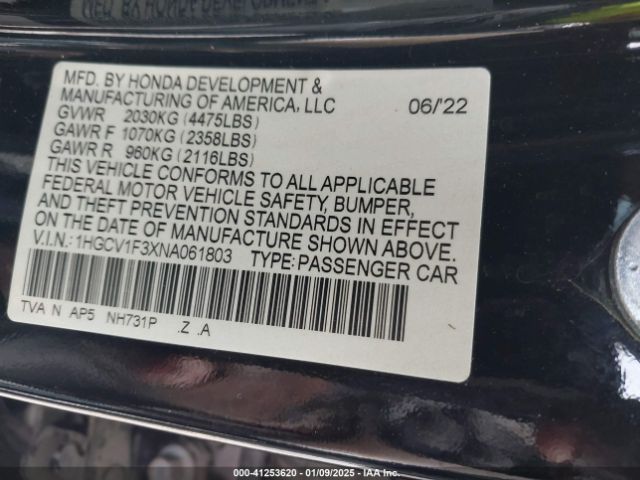 MFD. BY HONDA DEVELOPMENT &
MANUFACTURING OF AMERICA, LLC 06/'22
GVWR 2030KG (4475LBS)
GAWR F 1070KG (2358LBS)
GAWR R 960KG (2116LBS)
THIS VEHICLE CONFORMS TO ALL APPLICABLE
FEDERAL MOTOR VEHICLE SAFETY, BUMPER,
AND THEFT PREVENTION STANDARDS IN EFFECT
ON THE DATE OF MANUFACTURE SHOWN ABOVE.
V.I.N.: 1HGCV1F3XNA061803 TYPE: PASSENGER CAR
TVA N AP5 NH731P .Z .A
000-41253620 - 01/09/2025 - IAA Inc.